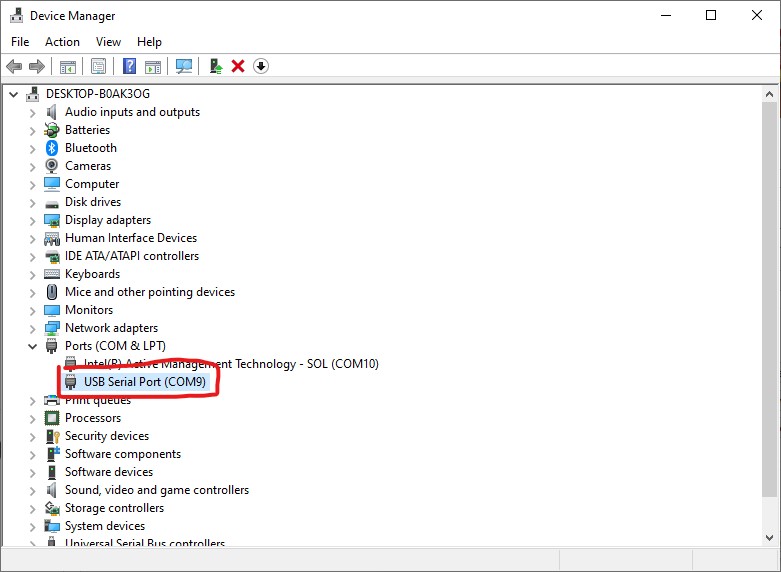 Device Manager
File Action View Help
DESKTOP-B0AK3OG
Audio inputs and outputs
Batteries
Bluetooth
Cameras
Computer
Disk drives
Display adapters
Human Interface Devices
IDE ATA/ATAPI controllers
Keyboards
Mice and other pointing devices
Monitors
Network adapters
Ports (COM & LPT)
Intel(R) Active Management Technology - SOL (COM10)
USB Serial Port (COM9)
Print queues
Processors
Security devices
Software components
Software devices
Sound, video and game controllers
Storage controllers
System devices
Universal Serial Bus controllers